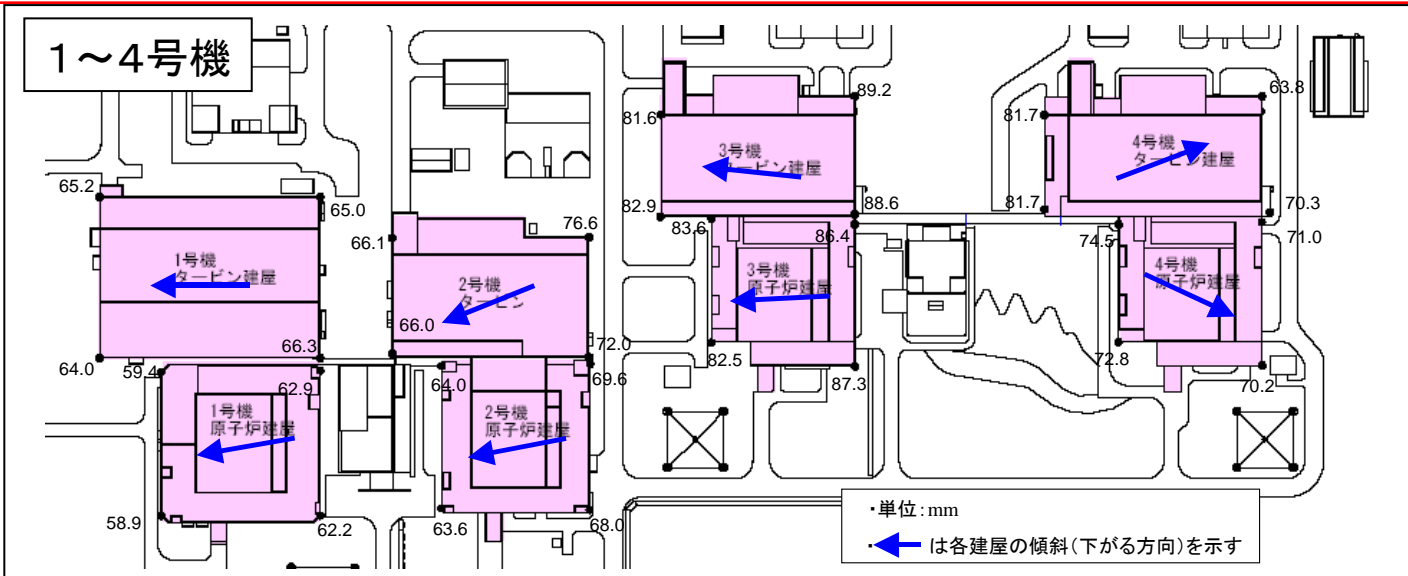 1～4号機
89.2
63.8
81.6
81.7
3号機
タービン建屋
4号機
タービン建屋
65.2
65.0
82.9
88.6
81.7
70.3
83.6
86.4
74.5
71.0
66.1
76.6
1号機
タービン建屋
2号機
タービン
3号機
原子炉建屋
4号機
原子炉建屋
66.0
66.3
72.0
82.5
72.8
64.0
59.4
62.9
64.0
69.6
87.3
70.2
1号機
原子炉建屋
2号機
原子炉建屋
58.9
62.2
63.6
68.0
・単位：mm
・ は各建屋の傾斜（下がる方向）を示す